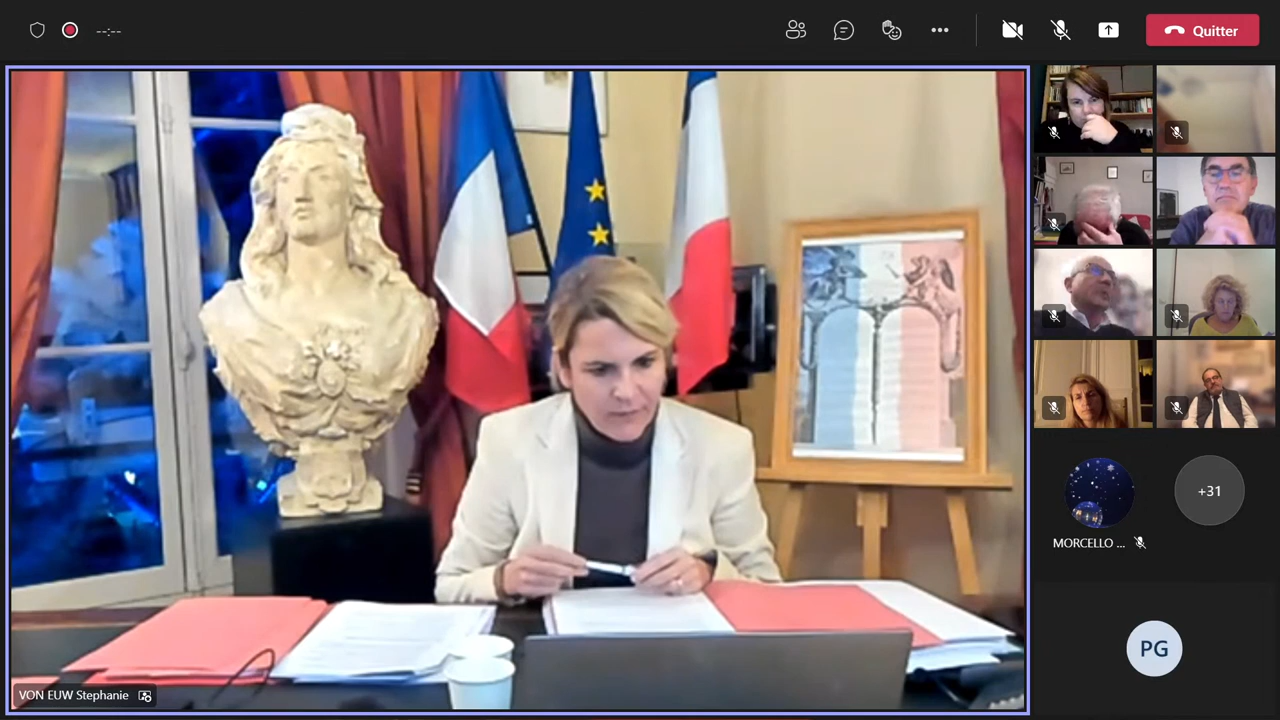 --:--
Quitter
+31
MORCELLO ...
PG
VON EUW Stephanie